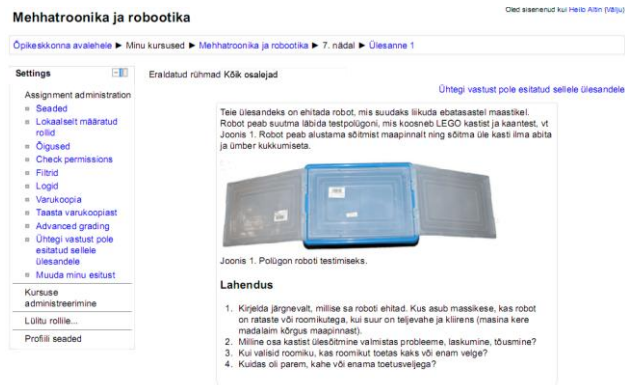 Mehhatroonika ja robootika
Oled sisenenud kui Heilo Altin (Välju)
Õpikeskkonna avalehele ► Minu kursused ► Mehhatroonika ja robootika ► 7. nädal ► Ülesanne 1
Settings
Assignment administration
Seaded
Lokaalselt määratud
rollid
Õigused
Check permissions
Filtrid
Logid
Varukoopia
Taasta varukoopiast
Advanced grading
Ühtegi vastust pole
esitatud sellele
ülesandele
Muuda minu esitust
Kursuse
administreerimine
Lülitu rollile...
Profiili seaded
Eraldatud rühmad Kõik osalejad
Ühtegi vastust pole esitatud sellele ülesandele
Teie ülesandeks on ehitada robot, mis suudaks liikuda ebatasastel maastikel.
Robot peab suutma läbida testpolügoni, mis koosneb LEGO kastist ja kaantest, vt
Joonis 1. Robot peab alustama sõitmist maapinnalt ning sõitma üle kasti ilma abita
ja ümber kukkumiseta.
Joonis 1. Polügon roboti testimiseks.
Lahendus
1. Kirjelda järgnevalt, millise sa roboti ehitad. Kus asub massikese, kas robot
on rataste või roomikutega, kui suur on teljevahe ja kliirens (masina kere
madalaim kõrgus maapinnast).
2. Milline osa kastist ülesõitmine valmistas probleeme, laskumine, tõusmine?
3. Kui valisid roomiku, kas roomikut toetas kaks või enam velge?
4. Kuidas oli parem, kahe või enama toetusveljega?